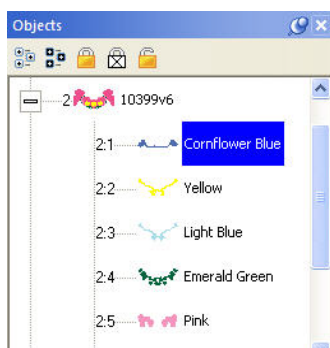 Objects
2 10399v6
2:1 Cornflower Blue
2:2 Yellow
2:3 Light Blue
2:4 Emerald Green
2:5 Pink